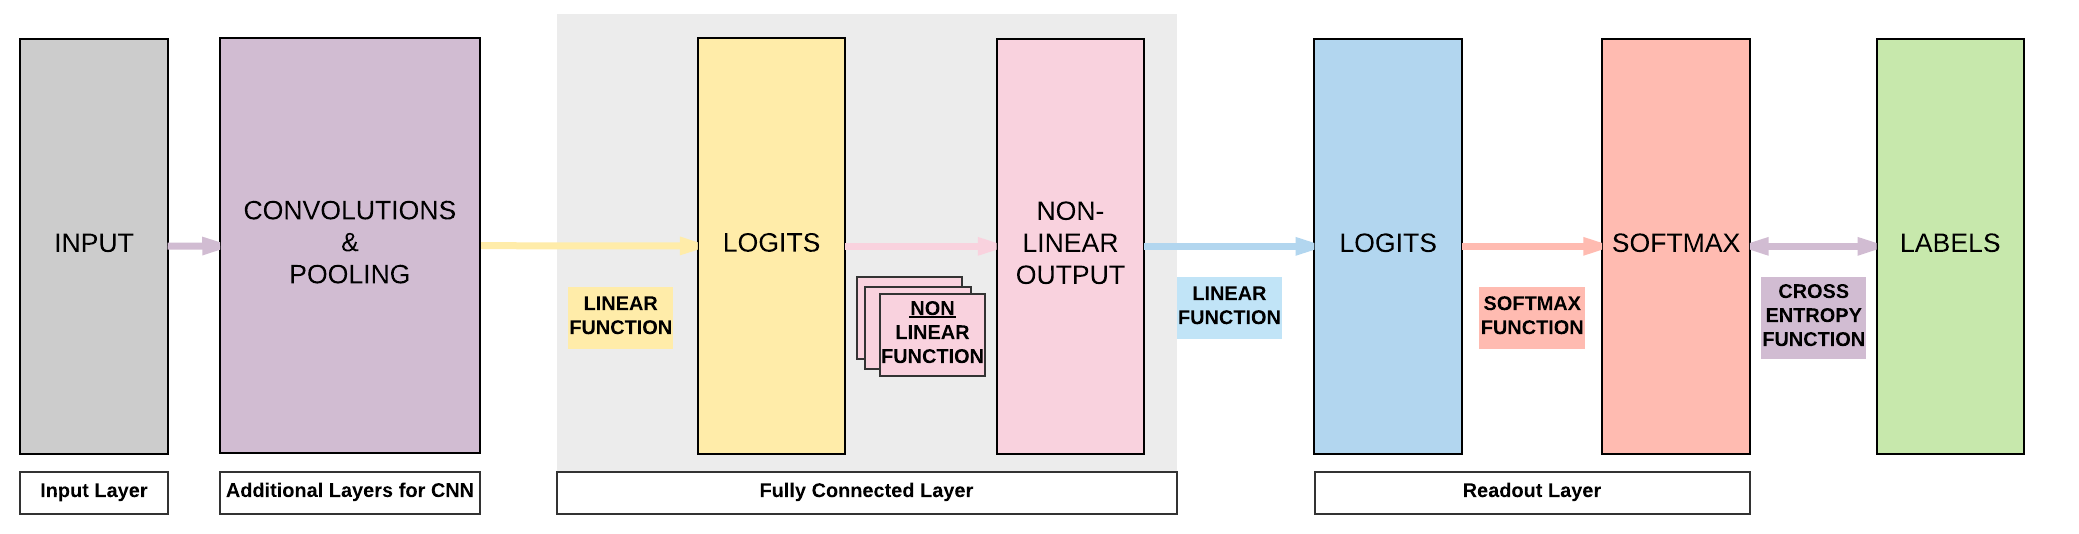 INPUT
CONVOLUTIONS
&
POOLING
LINEAR
FUNCTION
LOGITS
NON
LINEAR
FUNCTION
NON-
LINEAR
OUTPUT
LINEAR
FUNCTION
LOGITS
SOFTMAX
FUNCTION
SOFTMAX
CROSS
ENTROPY
FUNCTION
LABELS
Input Layer
Additional Layers for CNN
Fully Connected Layer
Readout Layer